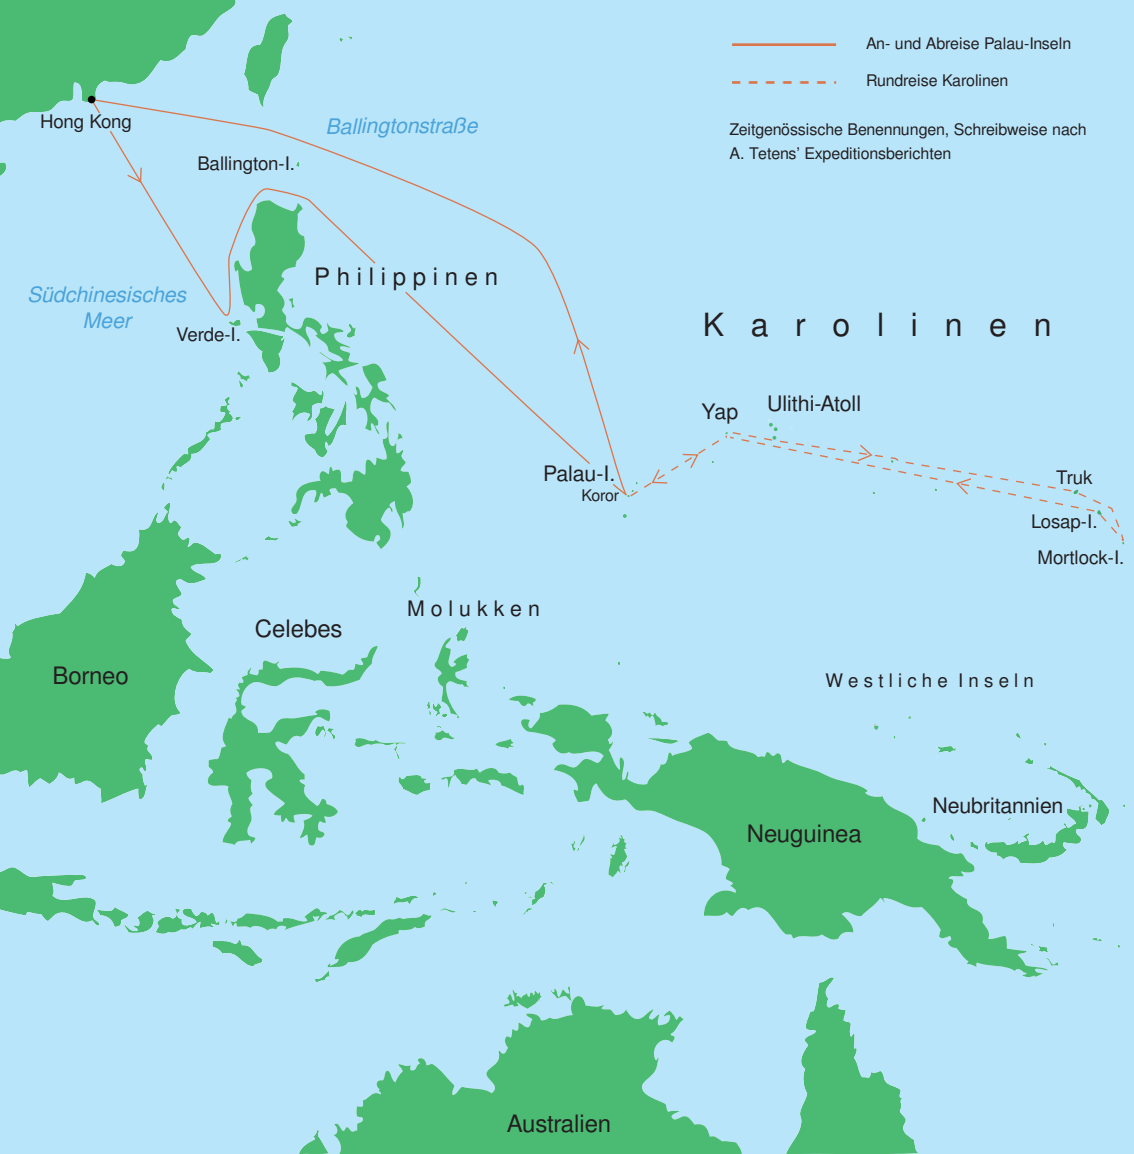 An- und Abreise Palau-Inseln
Rundreise Karolinen
Zeitgenössische Benennungen, Schreibweise nach
A. Tetens’ Expeditionsberichten
Hong Kong
Ballingtonstraße
Ballington-I.
Philippinen
Südchinesisches
Meer
Verde-I.
Karolinen
Yap
Ulithi-Atoll
Palau-I.
Koror
Truk
Losap-I.
Mortlock-I.
Molukken
Celebes
Borneo
Westliche Inseln
Neubritannien
Neuguinea
Australien